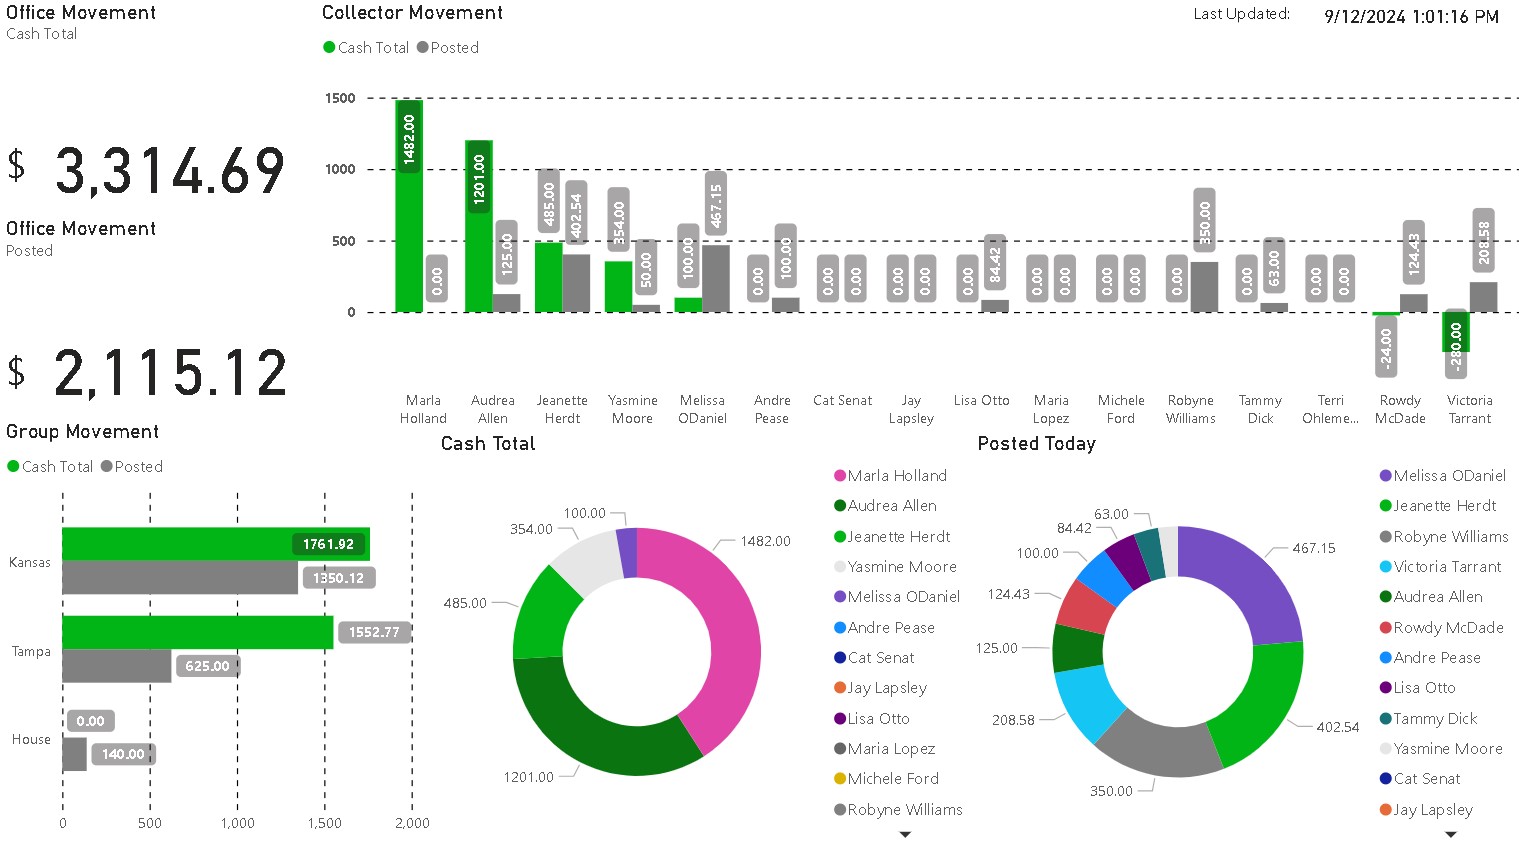 Office Movement
Cash Total
$ 3,314.69
Office Movement
Posted
$ 2,115.12
Collector Movement
Cash Total Posted
Last Updated: 9/12/2024 1:01:16 PM
1500
1000
500
0
1482.00
0.00
1201.00
125.00
485.00
402.54
354.00
50.00
100.00
467.15
0.00
100.00
0.00
0.00
0.00
0.00
0.00
84.42
0.00
0.00
0.00
0.00
0.00
350.00
0.00
63.00
0.00
0.00
-24.00
124.43
-280.00
208.58
Marla
Holland
Audrea
Allen
Jeanette
Herdt
Yasmine
Moore
Melissa
ODaniel
Andre
Pease
Cat Senat
Jay
Lapsley
Lisa Otto
Maria
Lopez
Michele
Ford
Robyne
Williams
Tammy
Dick
Terri
Ohleme...
Rowdy
McDade
Victoria
Tarrant
Group Movement
Cash Total Posted
Kansas
1761.92
1350.12
Tampa
1552.77
625.00
House
0.00
140.00
0 500 1,000 1,500 2,000
Cash Total
100.00
354.00
485.00
1201.00
1482.00
Marla Holland
Audrea Allen
Jeanette Herdt
Yasmine Moore
Melissa ODaniel
Andre Pease
Cat Senat
Jay Lapsley
Lisa Otto
Maria Lopez
Michele Ford
Robyne Williams
Posted Today
63.00
84.42
100.00
124.43
125.00
208.58
350.00
402.54
467.15
Melissa ODaniel
Jeanette Herdt
Robyne Williams
Victoria Tarrant
Audrea Allen
Rowdy McDade
Andre Pease
Lisa Otto
Tammy Dick
Yasmine Moore
Cat Senat
Jay Lapsley